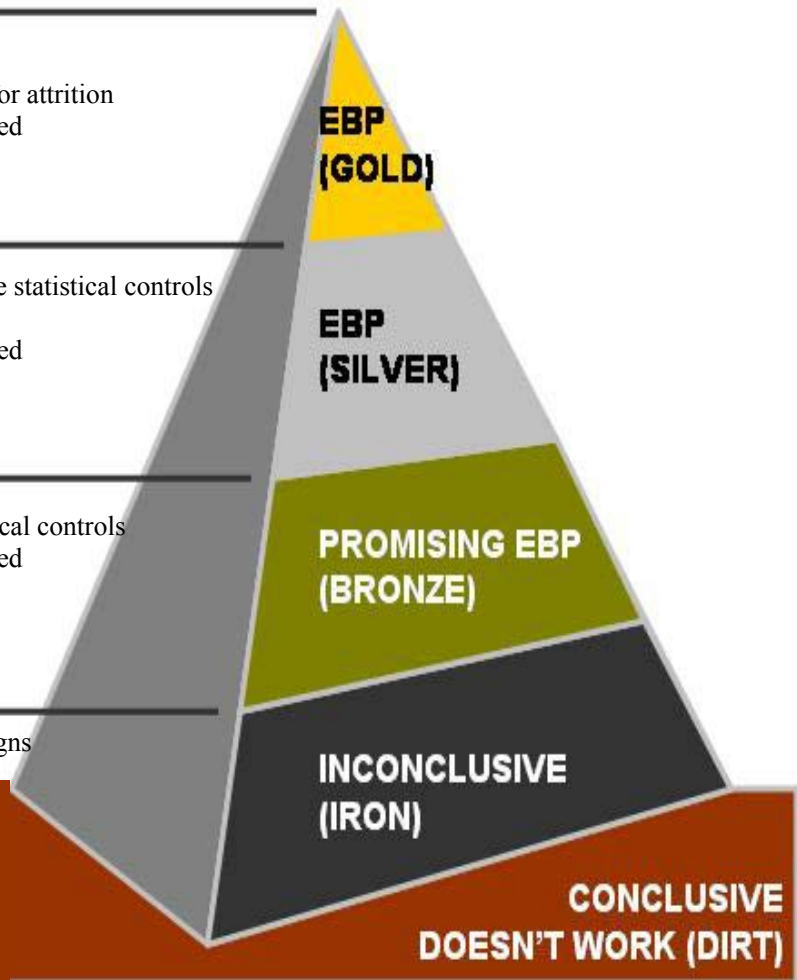 or attrition
ed
EBP
(GOLD)
statistical controls
ed
EBP
(SILVER)
cal controls
ed
PROMISING EBP
(BRONZE)
gns
INCONCLUSIVE
(IRON)
CONCLUSIVE
DOESN'T WORK (DIRT)